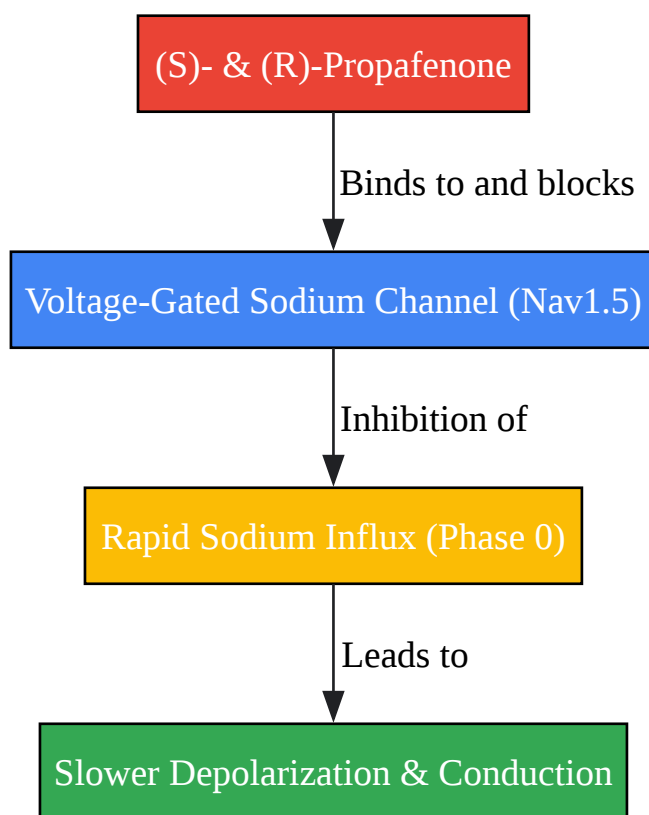 (S)- & (R)-Propafenone
Binds to and blocks
Voltage-Gated Sodium Channel (Nav1.5)
Inhibition of
Rapid Sodium Influx (Phase 0)
Leads to
Slower Depolarization & Conduction